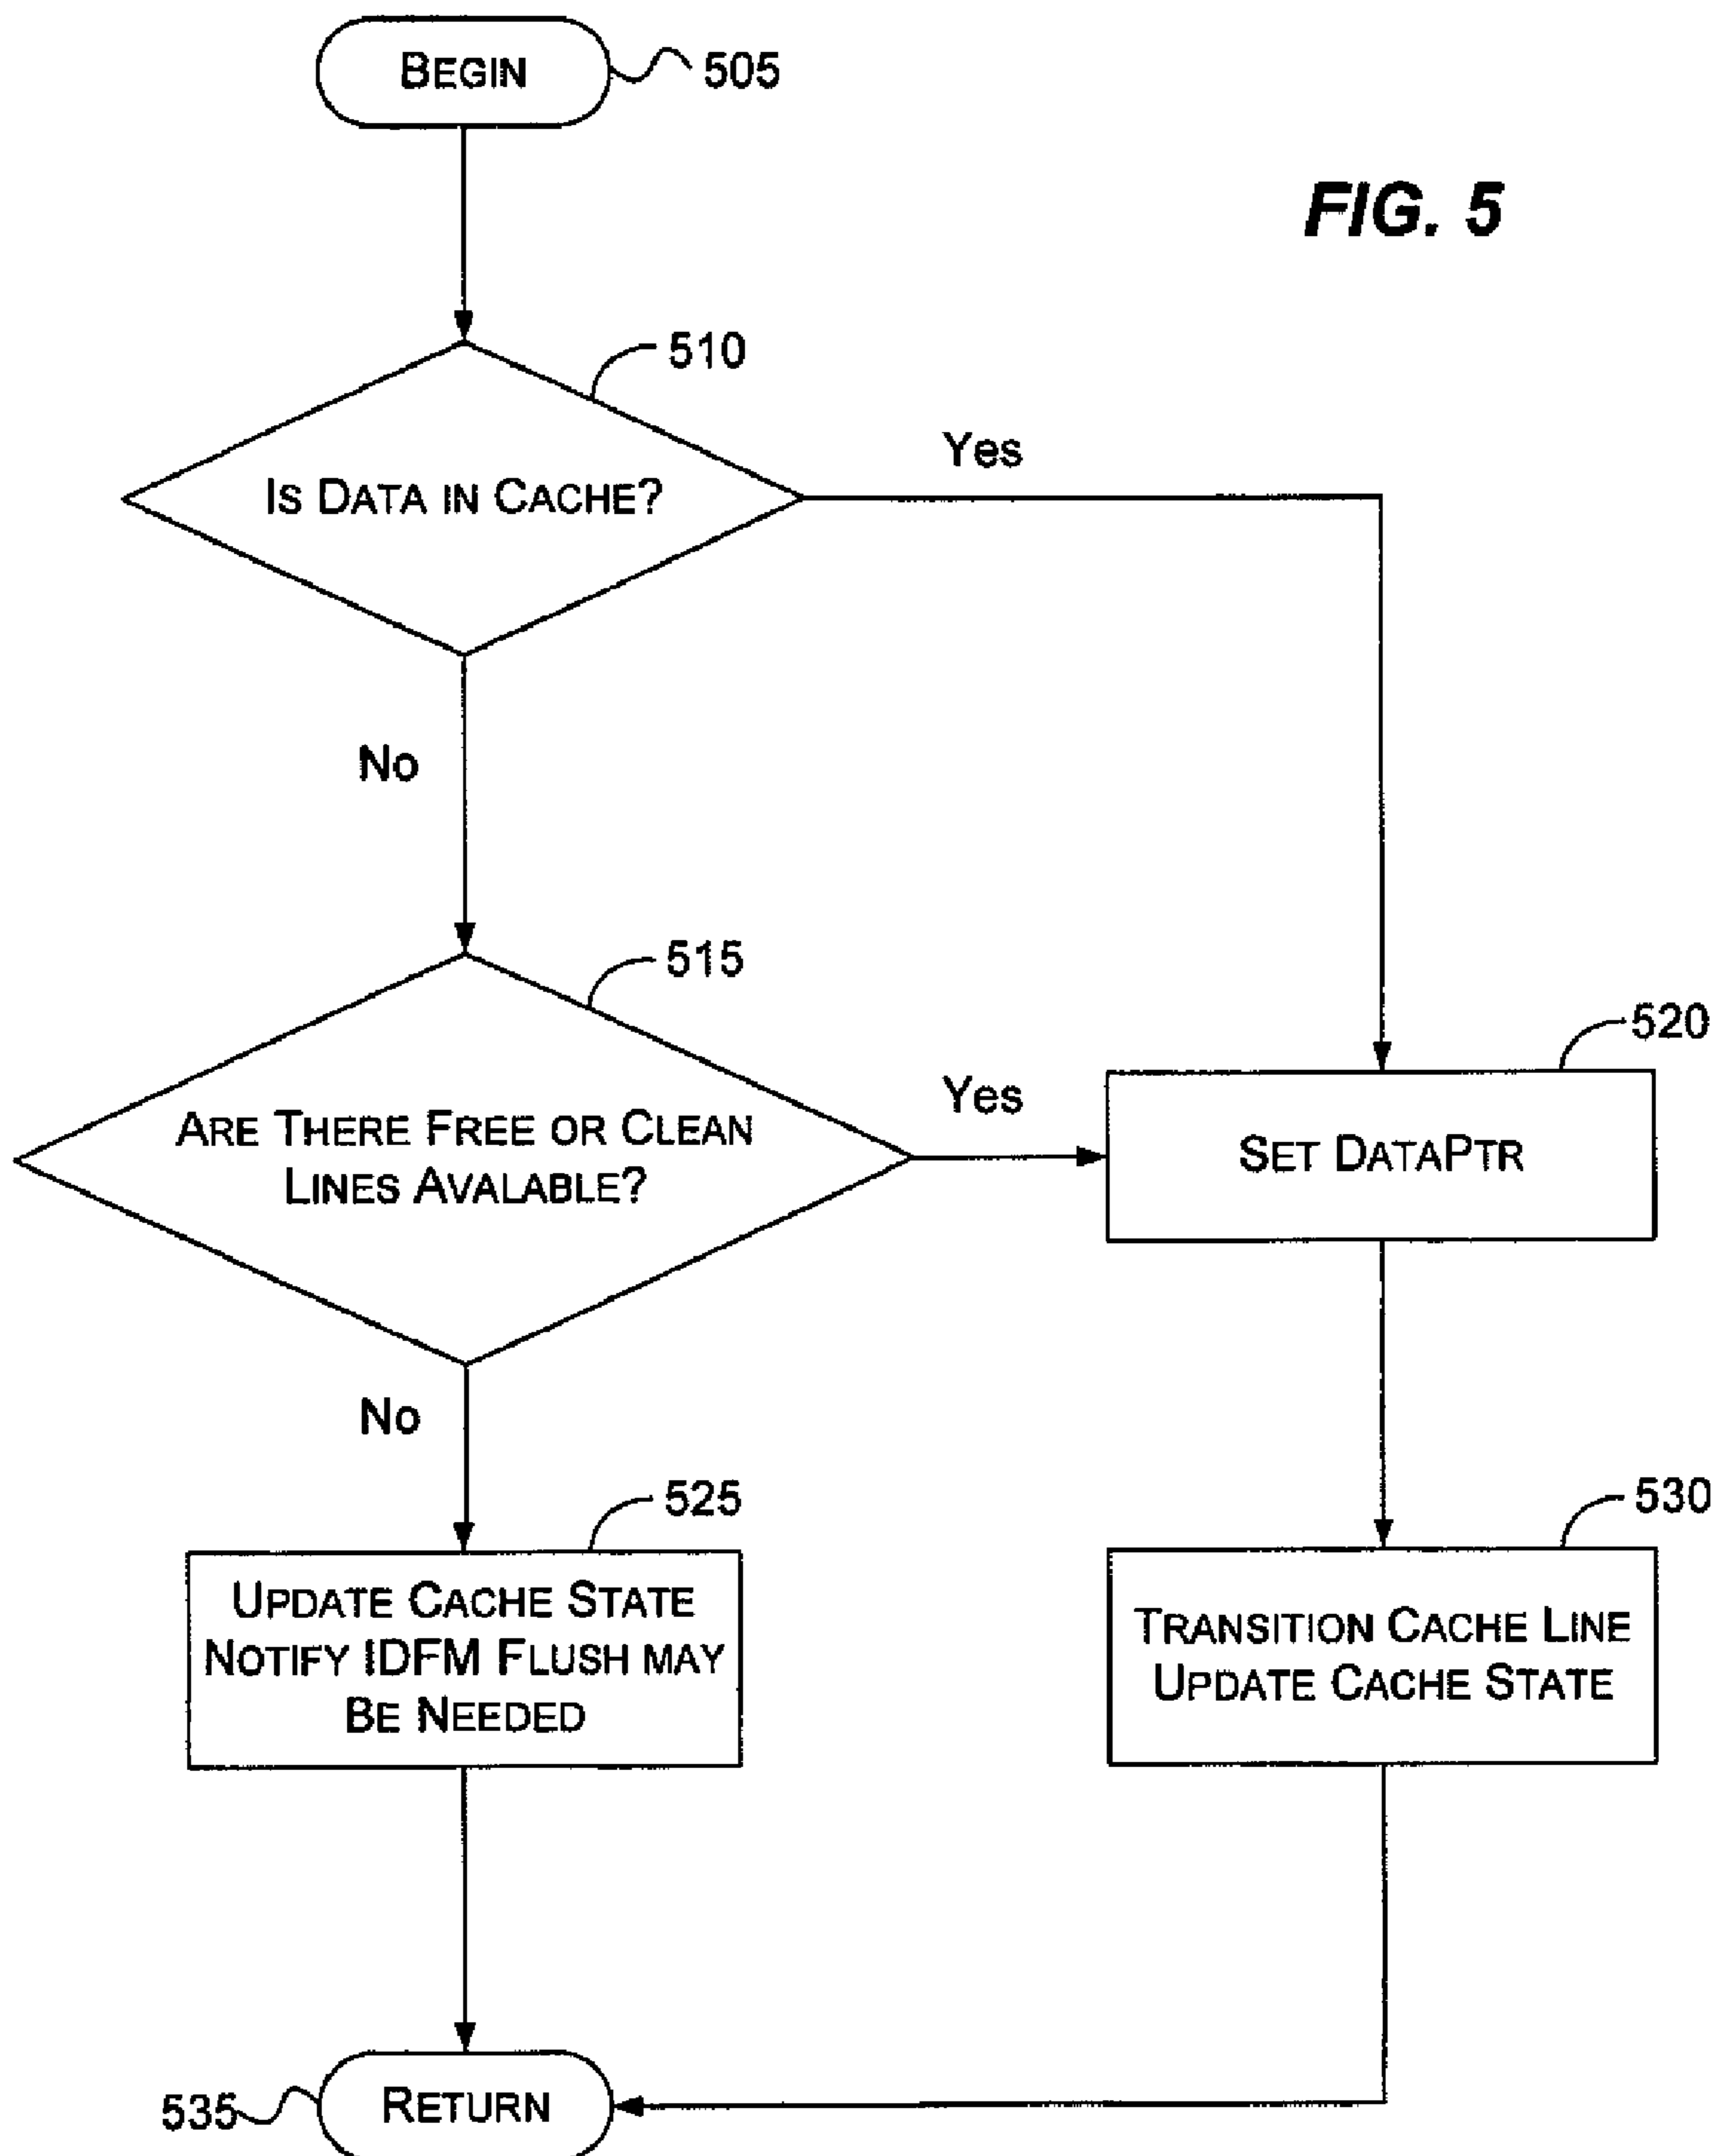 BEGIN
505
FIG. 5
510
IS DATA IN CACHE?
Yes
No
515
ARE THERE FREE OR CLEAN
LINES AVALABLE?
Yes
520
SET DATAPTR
No
525
UPDATE CACHE STATE
NOTIFY IDFM FLUSH MAY
BE NEEDED
530
TRANSITION CACHE LINE
UPDATE CACHE STATE
535
RETURN